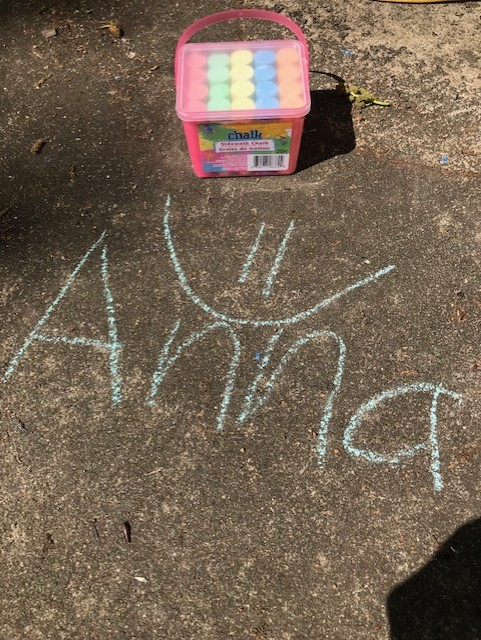 chalk
Sidewalk Chalk
Craies de trottoir
Anna